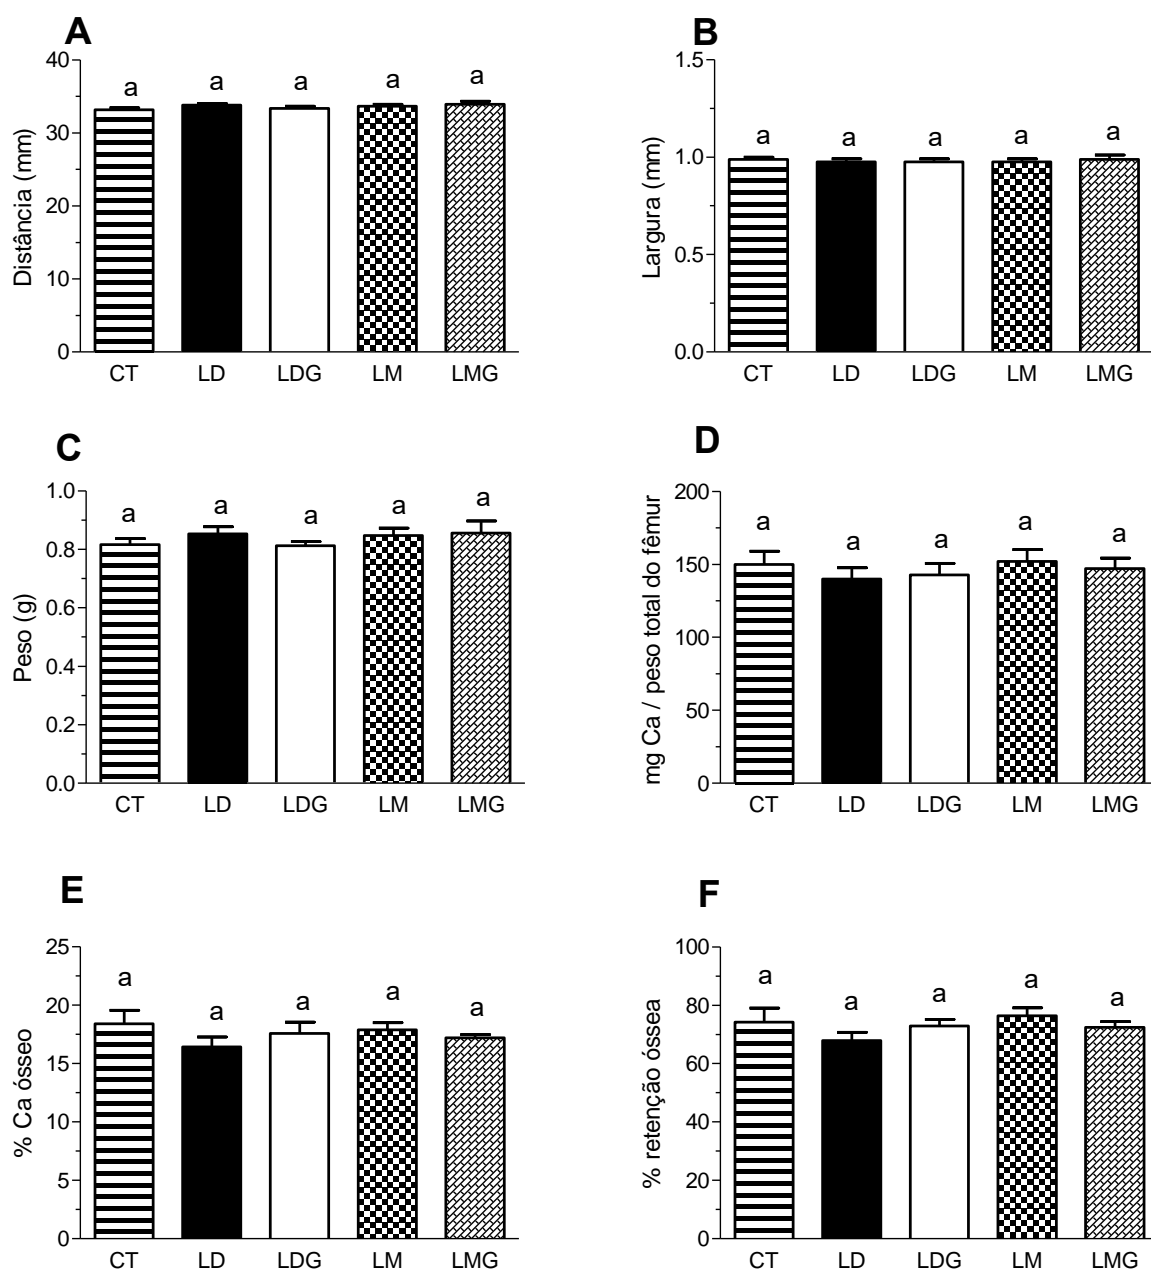 A
Distância (mm)
40
30
20
10
0
a a a a a
CT LD LDG LM LMG
B
Largura (mm)
1.5
1.0
0.5
0.0
a a a a a
CT LD LDG LM LMG
C
Peso (g)
1.0
0.8
0.6
0.4
0.2
0.0
a a a a a
CT LD LDG LM LMG
D
mg Ca / peso total do fêmur
200
150
100
50
0
a a a a a
CT LD LDG LM LMG
E
% Ca ósseo
25
20
15
10
5
0
a a a a a
CT LD LDG LM LMG
F
% retenção óssea
100
80
60
40
20
0
a a a a a
CT LD LDG LM LMG